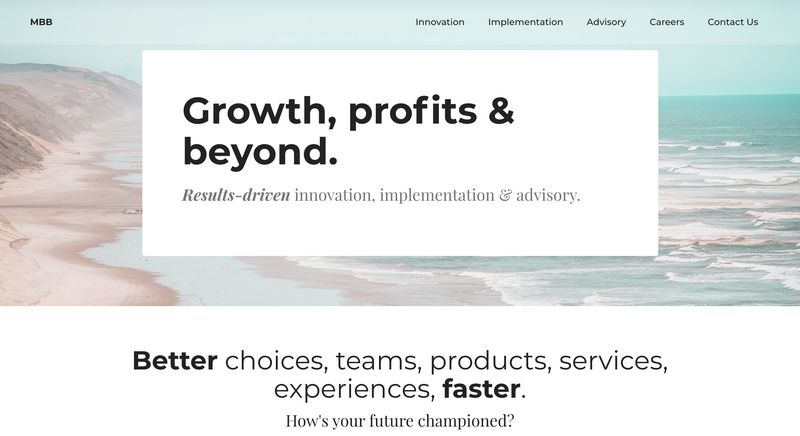 MBB
Innovation Implementation Advisory Careers Contact Us
Growth, profits &
beyond.
Results-driven innovation, implementation & advisory.
Better choices, teams, products, services,
experiences, faster.
How's your future championed?